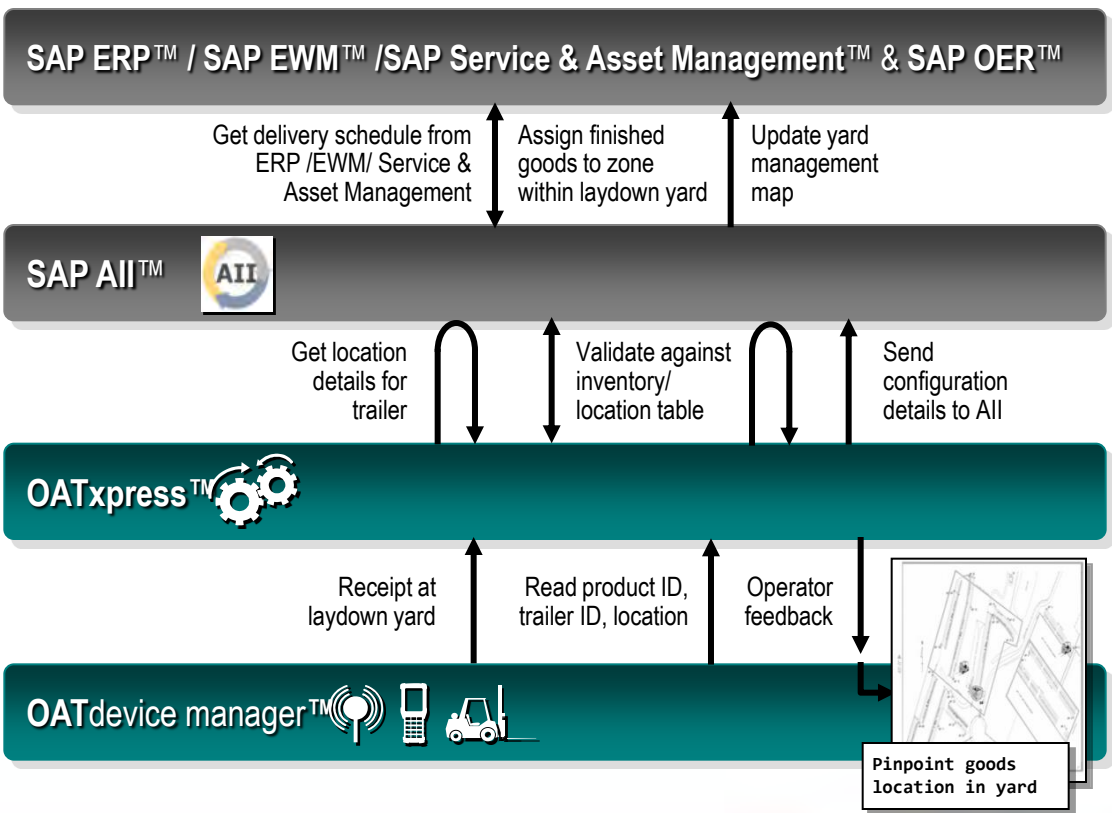 SAP ERP™ / SAP EWM™ /SAP Service & Asset Management™ & SAP OER™
Get delivery schedule from
ERP /EWM/ Service &
Asset Management
Assign finished
goods to zone
within laydown yard
Update yard
management
map
SAP AII™
AII
Get location
details for
trailer
Validate against
inventory/
location table
Send
configuration
details to AII
OATxpress™
Receipt at
laydown yard
Read product ID,
trailer ID, location
Operator
feedback
OATdevice manager™
Pinpoint goods
location in yard